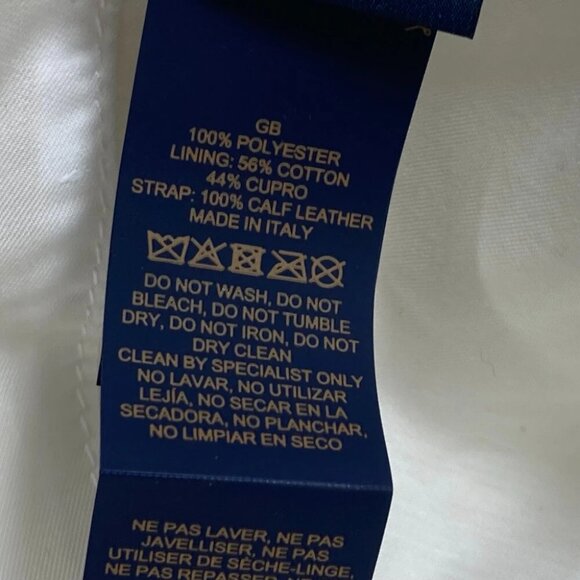 GB
100% POLYESTER
LINING: 56% COTTON
44% CUPRO
STRAP: 100% CALF LEATHER
MADE IN ITALY
DO NOT WASH, DO NOT
BLEACH, DO NOT TUMBLE
DRY, DO NOT IRON, DO NOT
DRY CLEAN
CLEAN BY SPECIALIST ONLY
NO LAVAR, NO UTILIZAR
LEJÍA, NO SECAR EN LA
SECADORA, NO PLANCHAR,
NO LIMPIAR EN SECO
NE PAS LAVER, NE PAS
JAVELLISER, NE PAS
UTILISER DE SÈCHE-LINGE,
NE PAS REPASSER,